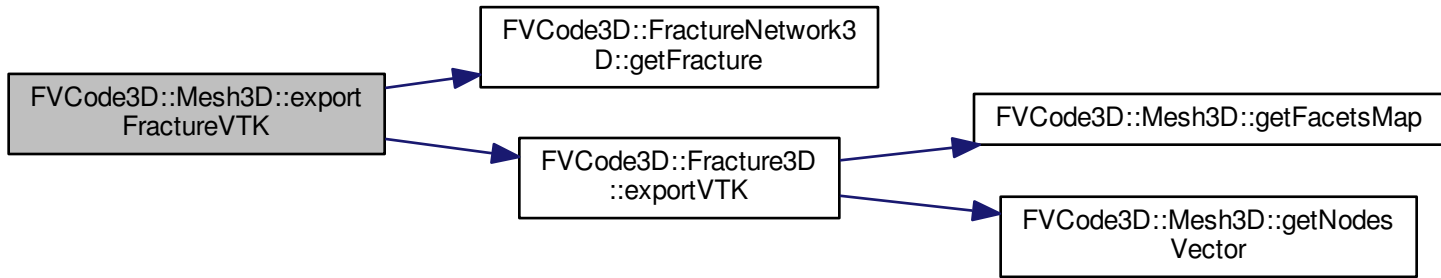 FVCode3D::Mesh3D::export
FractureVTK
FVCode3D::FractureNetwork3
D::getFracture
FVCode3D::Fracture3D
::exportVTK
FVCode3D::Mesh3D::getFacetsMap
FVCode3D::Mesh3D::getNodes
Vector